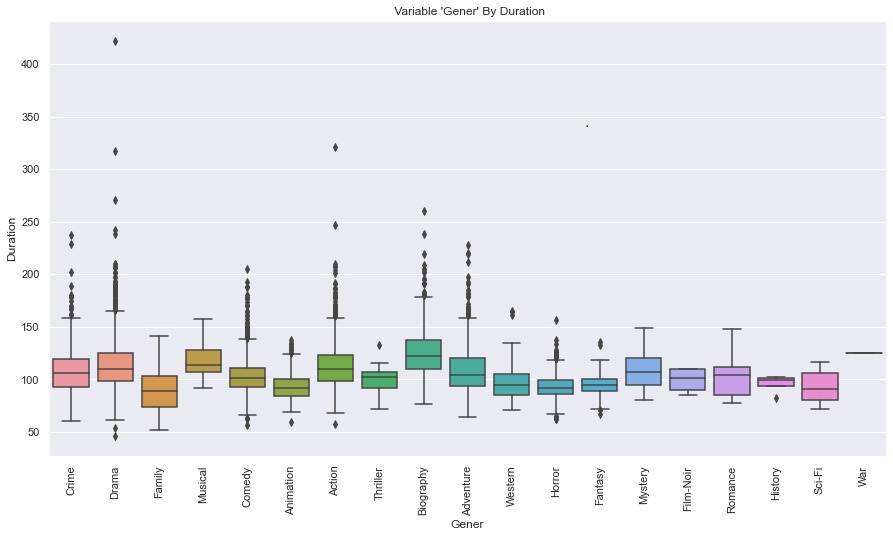 Variable 'Gener' By Duration
Duration
400
350
300
250
200
150
100
50
Crime
Drama
Family
Musical
Comedy
Animation
Action
Thriller
Biography
Adventure
Western
Horror
Fantasy
Mystery
Film-Noir
Romance
History
Sci-Fi
War
Gener